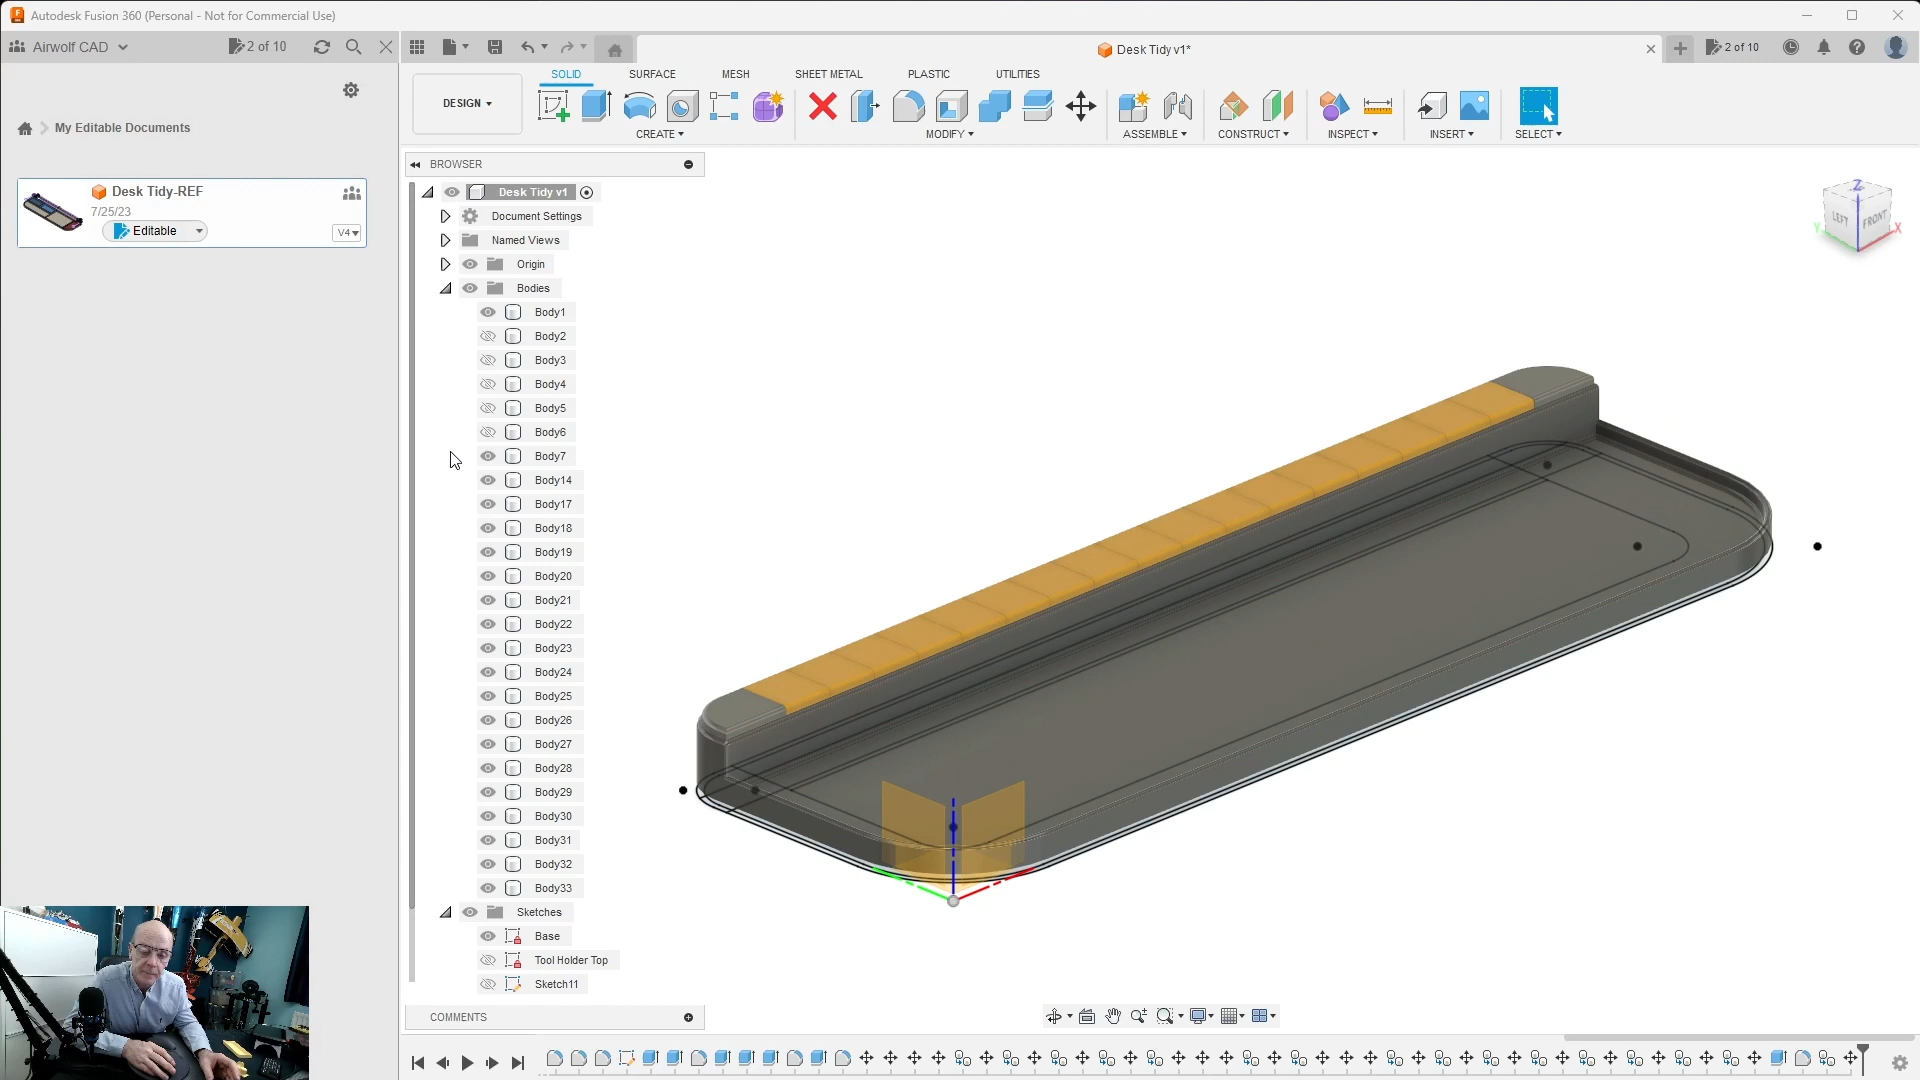 Autodesk Fusion 360 (Personal - Not for Commercial Use)
Airwolf CAD
2 of 10
Desk Tidy v1*
2 of 10
SOLID
SURFACE
MESH
SHEET METAL
PLASTIC
UTILITIES
DESIGN
CREATE
MODIFY
ASSEMBLE
CONSTRUCT
INSPECT
INSERT
SELECT
My Editable Documents
Desk Tidy-REF
7/25/23
Editable
V4
BROWSER
Desk Tidy v1
Document Settings
Named Views
Origin
Bodies
Body1
Body2
Body3
Body4
Body5
Body6
Body7
Body14
Body17
Body18
Body19
Body20
Body21
Body22
Body23
Body24
Body25
Body26
Body27
Body28
Body29
Body30
Body31
Body32
Body33
Sketches
Base
Tool Holder Top
Sketch11
COMMENTS
Z
LEFT
FRONT
Y
X